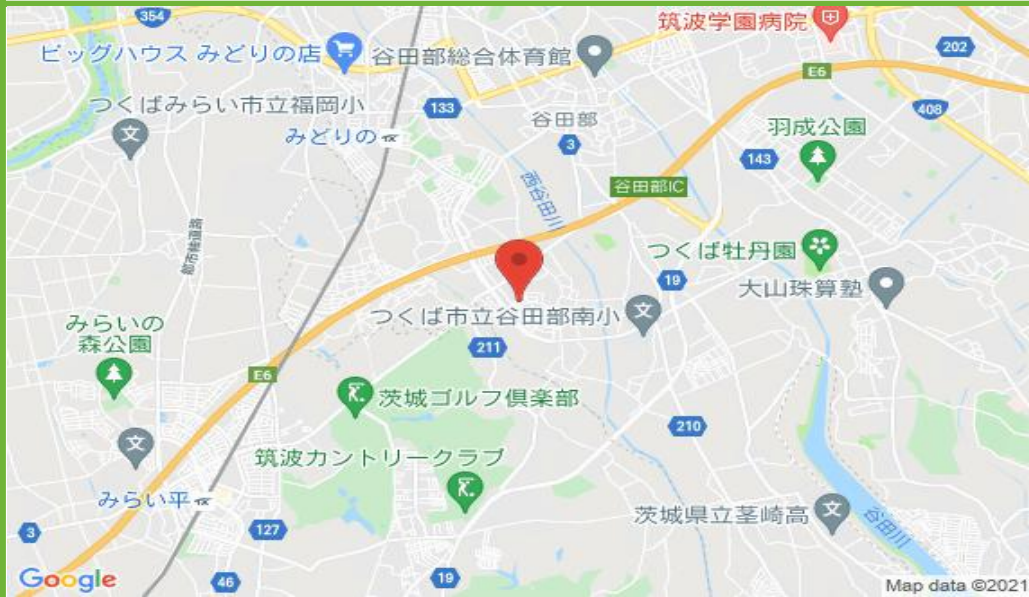 354
筑波学園病院
202
ビッグハウス みどりの店
谷田部総合体育館
E6
つくばみらい市立福岡小
133
408
谷田部
みどりの
3
羽成公園
143
西谷田川
谷田部IC
都市軸道路
つくば牡丹園
19
大山珠算塾
つくば市立谷田部南小
みらいの
森公園
211
E6
茨城ゴルフ倶楽部
210
筑波カントリークラブ
みらい平
茨城県立茎崎高
谷田川
3
127
Google
46
19
Map data ©2021